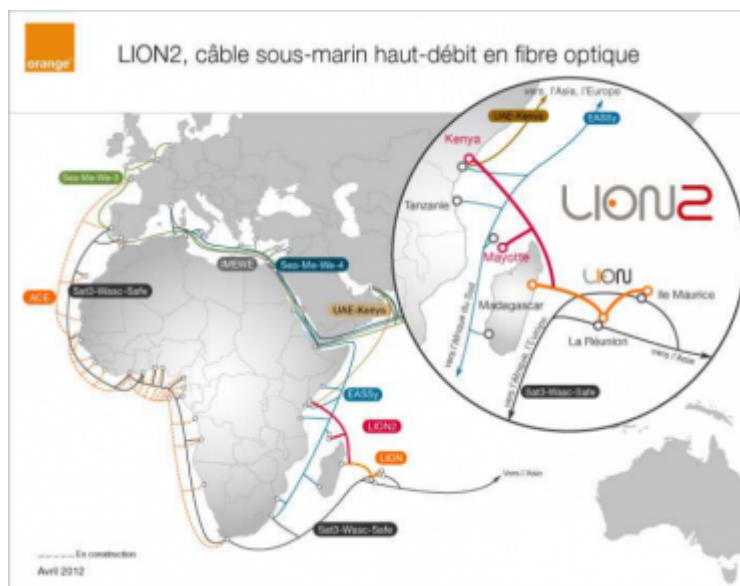 orange
LION2, câble sous-marin haut-débit en fibre optique
vers, l'Asie, l'Europe
UAE-Kenya
EASSy
Kenya
Tanzanie
LION2
Mayotte
LION
Ile Maurice
Madagascar
La Réunion
vers l'Afrique du Sud
vers l'Afrique, l'Europe
vers l'Asie
Sat3-Wasc-Safe
Sea-Me-We-3
IMEWE
Sea-Me-We-4
ACE
Sat3-Wasc-Safe
UAE-Kenya
EASSy
LION2
LION
Vers l'Asie
Sat3-Wasc-Safe
En construction
Avril 2012